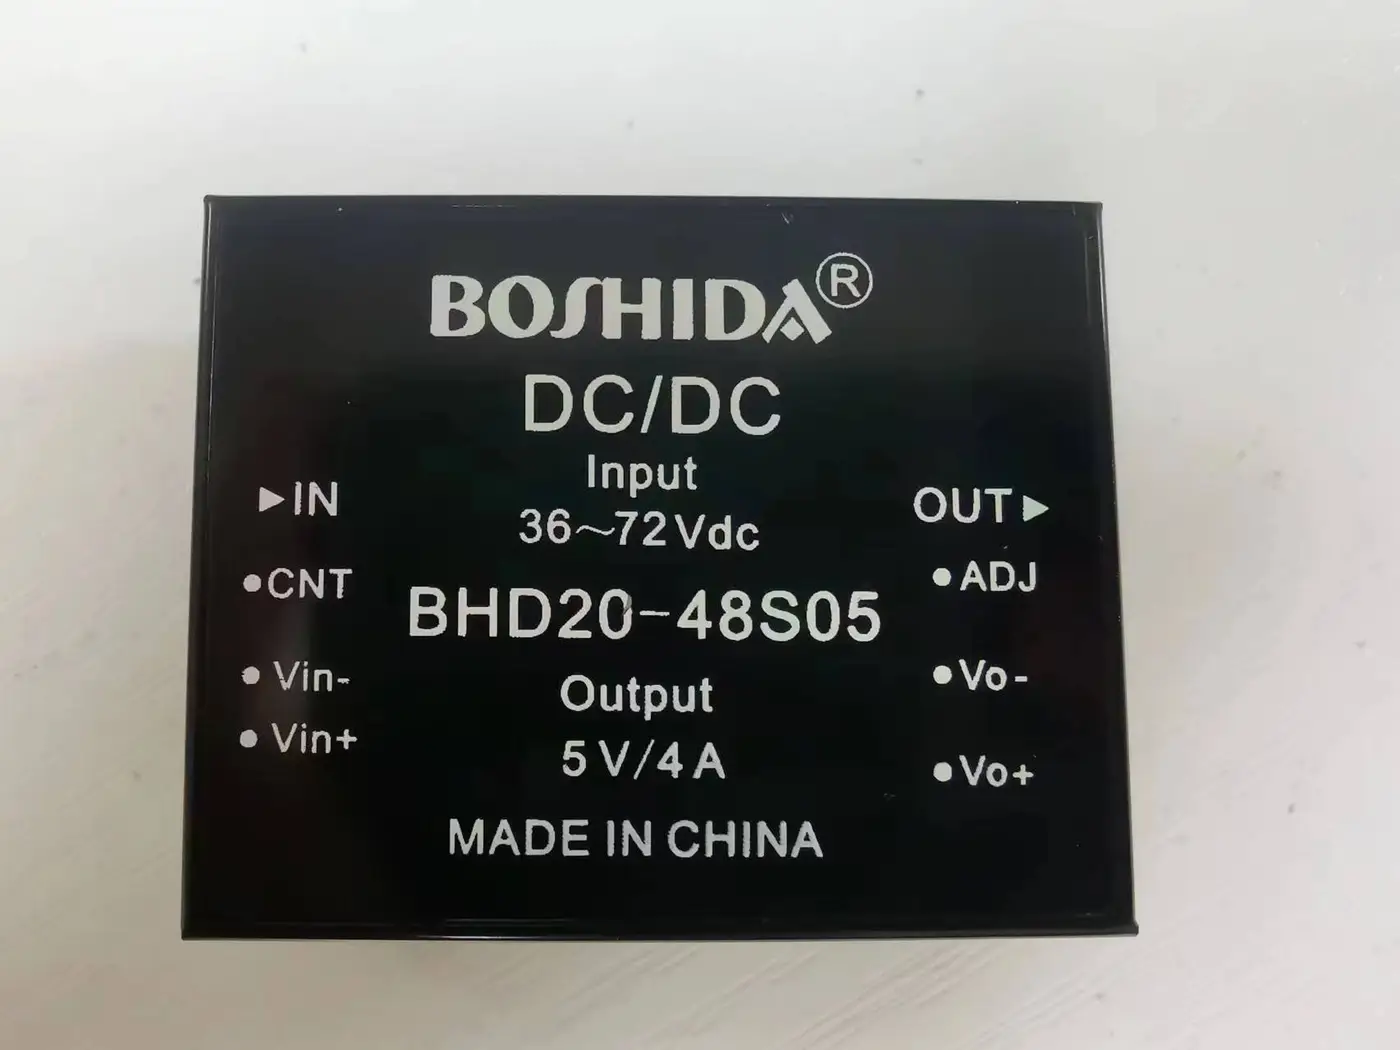 BOSHIDA®
DC/DC
Input
▶IN
OUT▶
36~72Vdc
•CNT
•ADJ
BHD20-48S05
•Vin-
Output
•Vo-
•Vin+
5V/4A
•Vo+
MADE IN CHINA